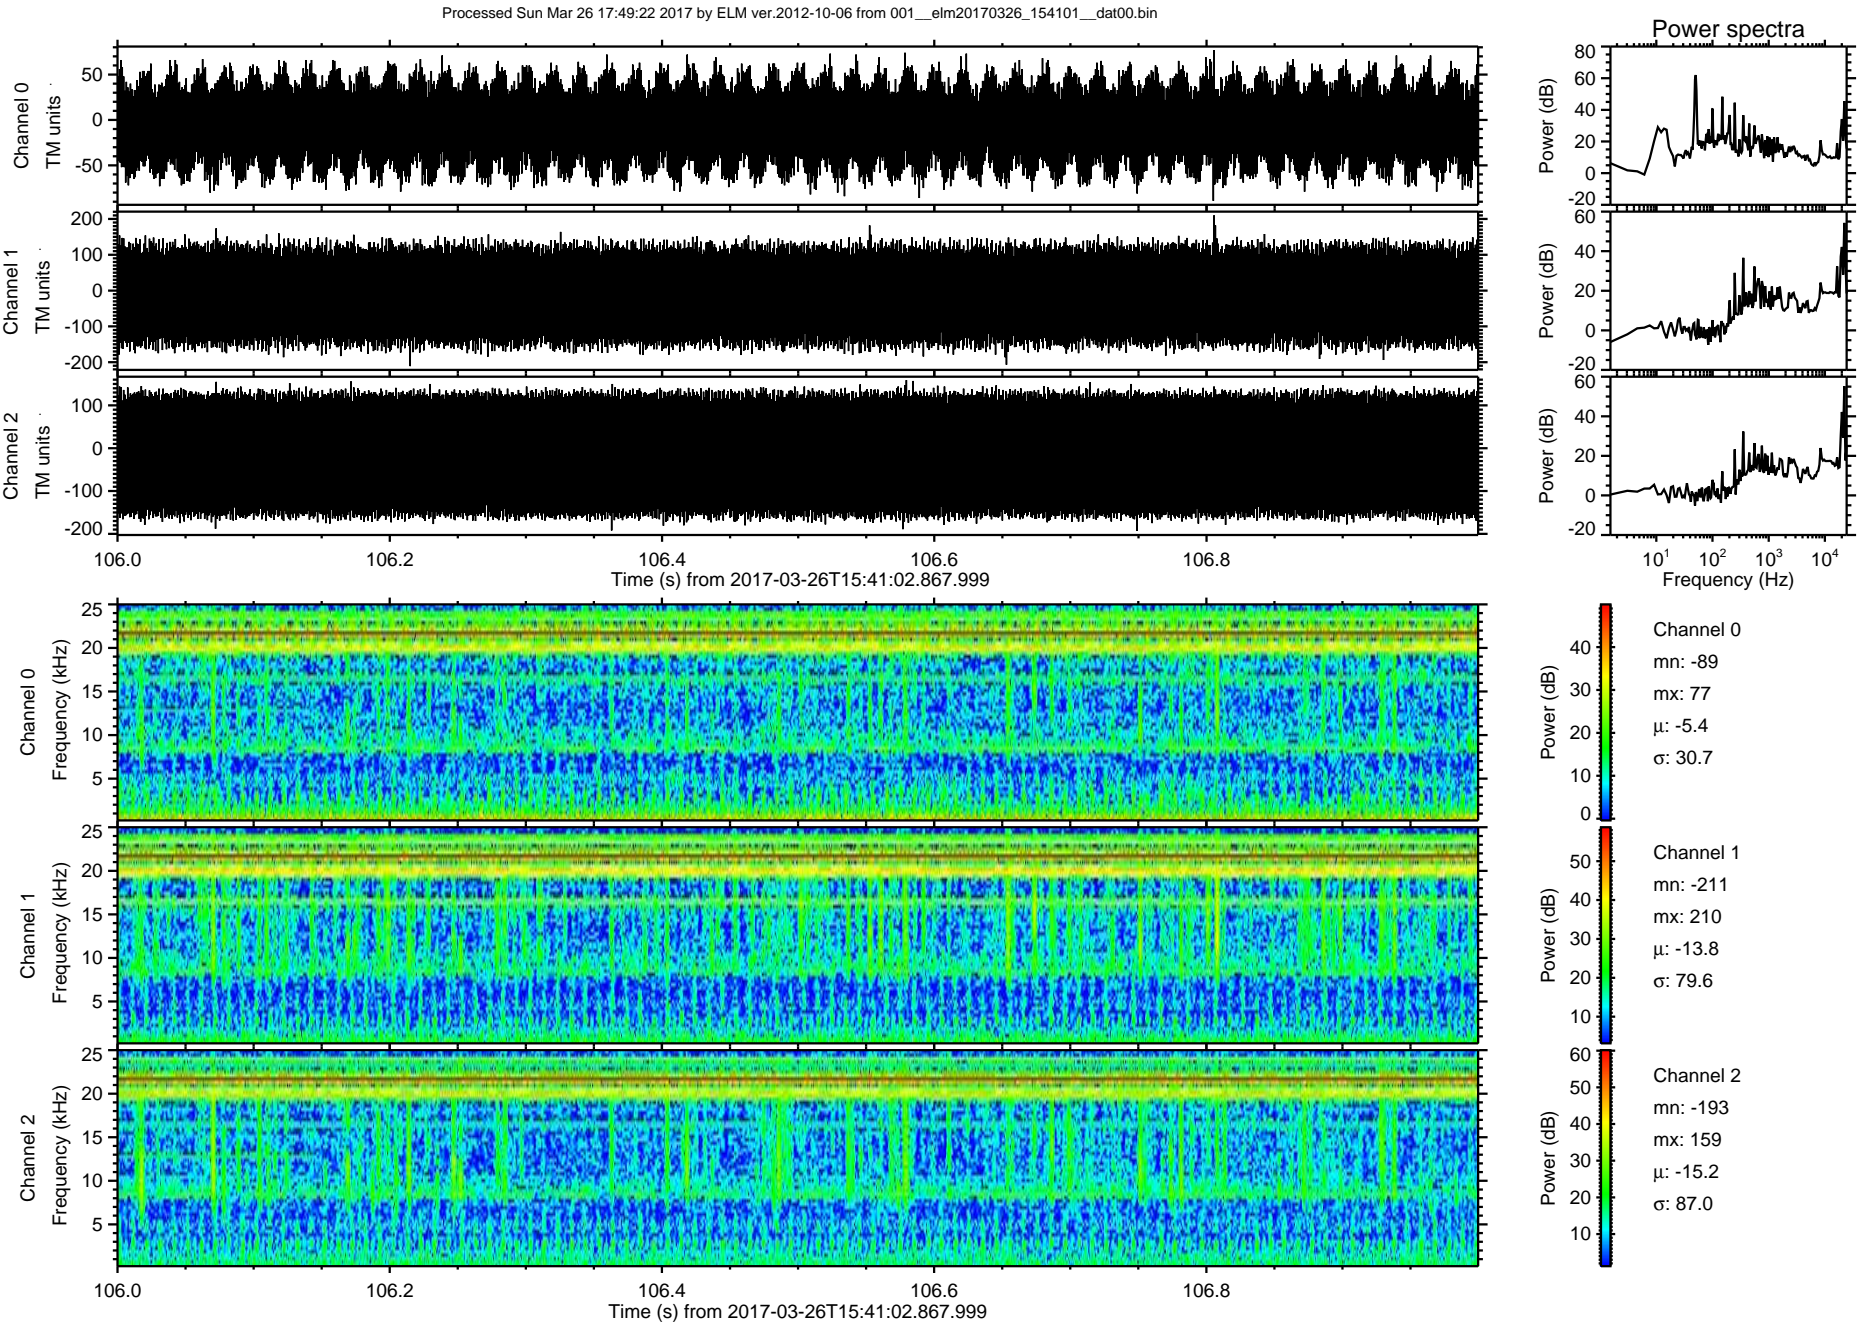 Processed Sun Mar 26 17:49:22 2017 by ELM ver.2012-10-06 from 001__elm20170326_154101__dat00.bin
Power spectra
Channel 0
TM units
50
0
-50
Power (dB)
80
60
40
20
0
-20
Channel 1
TM units
200
100
0
-100
-200
Power (dB)
60
40
20
0
-20
Channel 2
TM units
100
0
-100
-200
Power (dB)
60
40
20
0
-20
106.0 106.2 106.4 106.6 106.8
Time (s) from 2017-03-26T15:41:02.867.999
10¹ 10² 10³ 10⁴
Frequency (Hz)
Channel 0
Frequency (kHz)
25
20
15
10
5
Power (dB)
40
30
20
10
0
Channel 0
mn: -89
mx: 77
μ: -5.4
σ: 30.7
Channel 1
Frequency (kHz)
25
20
15
10
5
Power (dB)
50
40
30
20
10
Channel 1
mn: -211
mx: 210
μ: -13.8
σ: 79.6
Channel 2
Frequency (kHz)
25
20
15
10
5
Power (dB)
60
50
40
30
20
10
Channel 2
mn: -193
mx: 159
μ: -15.2
σ: 87.0
106.0 106.2 106.4 106.6 106.8
Time (s) from 2017-03-26T15:41:02.867.999